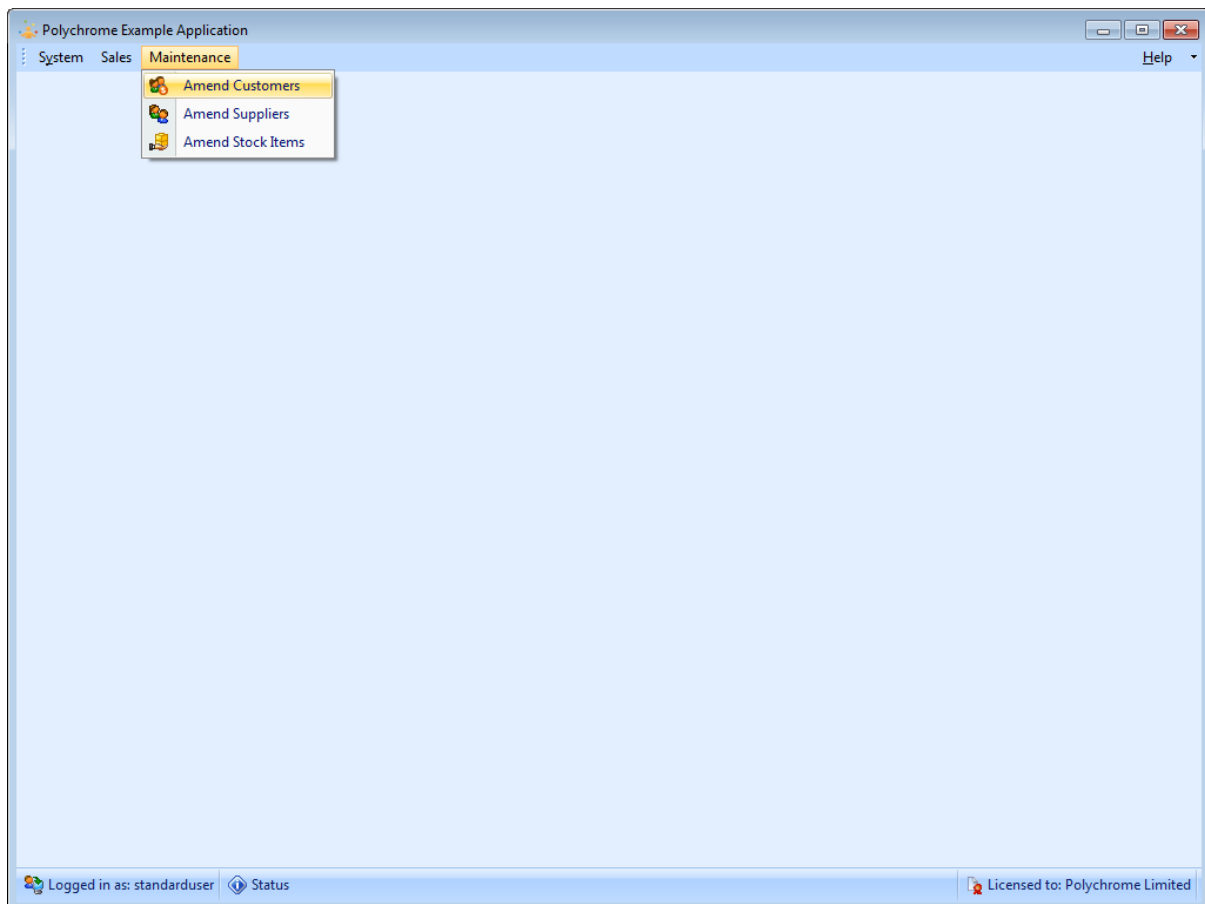 Polychrome Example Application
System Sales Maintenance Help
Amend Customers
Amend Suppliers
Amend Stock Items
Logged in as: standarduser Status Licensed to: Polychrome Limited